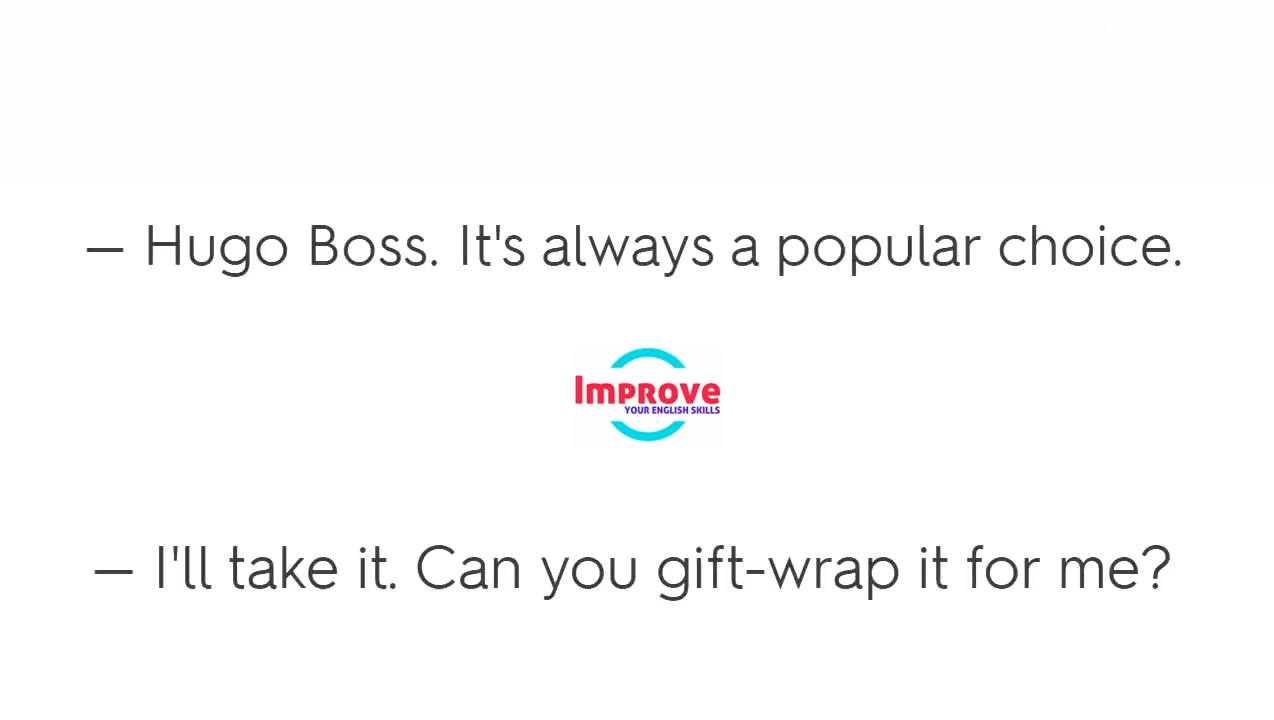 — Hugo Boss. It's always a popular choice.
Improve
YOUR ENGLISH SKILLS
— I'll take it. Can you gift-wrap it for me?